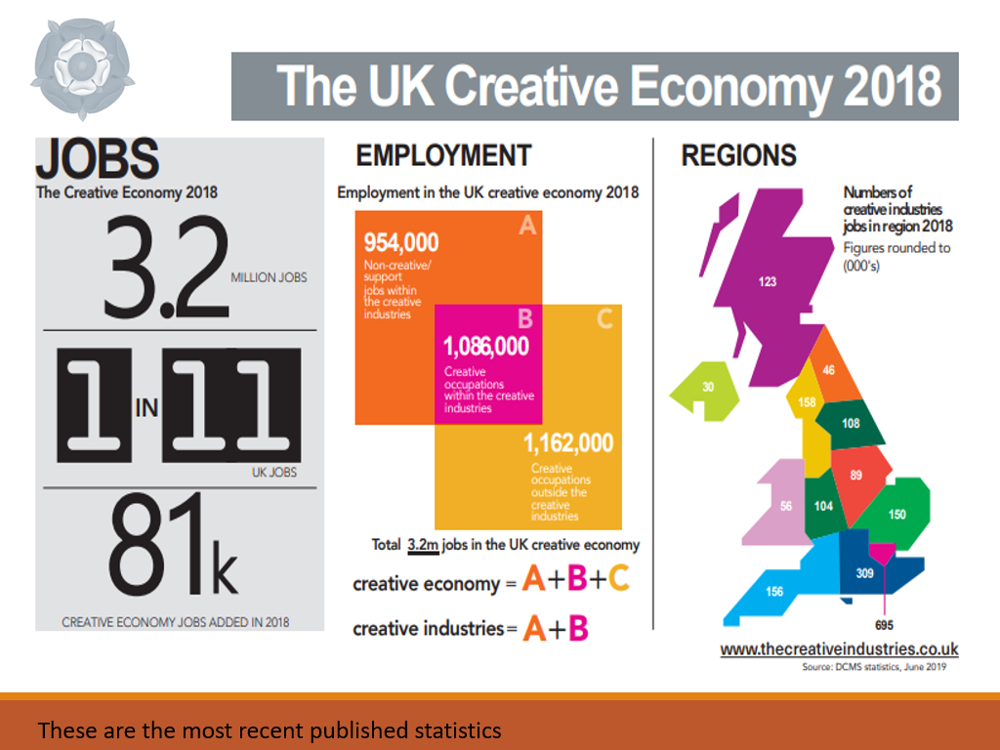 The UK Creative Economy 2018
JOBS
The Creative Economy 2018
3.2
MILLION JOBS
1 IN 11
UK JOBS
81k
CREATIVE ECONOMY JOBS ADDED IN 2018
EMPLOYMENT
Employment in the UK creative economy 2018
A
954,000
Non-creative/
support
jobs within
the creative
industries
B
1,086,000
Creative
occupations
within the creative
industries
C
1,162,000
Creative
occupations
outside the
creative
industries
Total 3.2m jobs in the UK creative economy
creative economy = A+B+C
creative industries = A+B
REGIONS
Numbers of
creative industries
jobs in region 2018
Figures rounded to
(000's)
123
46
30
158
108
89
56
104
150
309
156
695
www.thecreativeindustries.co.uk
Source: DCMS statistics, June 2019
These are the most recent published statistics